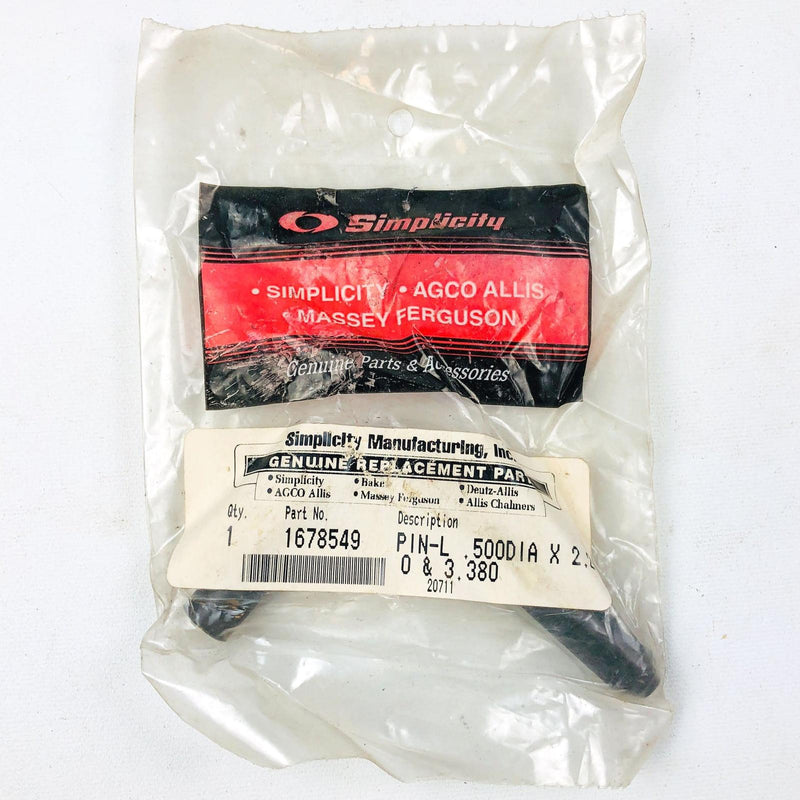 Simplicity
• SIMPLICITY • AGCO ALLIS
• MASSEY FERGUSON
Genuine Parts & Accessories
Simplicity Manufacturing, Inc.
GENUINE REPLACEMENT PART
• Simplicity • Bake • Deutz-Allis
• AGCO Allis • Massey Ferguson • Allis Chalmers
Qty. Part No. Description
1 1678549 PIN-L .500DIA X 2.
0 & 3.380
20711